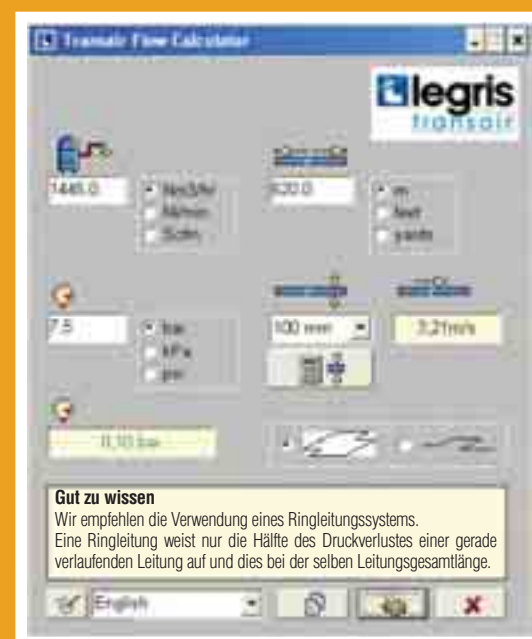 Transair Flow Calculator
legris
transair
1445.0
Nm3/hr
Nl/min
Scfm
620.0
m
feet
yards
7.5
bar
kPa
psi
100 mm
3,21m/s
0,10 bar
Gut zu wissen
Wir empfehlen die Verwendung eines Ringleitungssystems.
Eine Ringleitung weist nur die Hälfte des Druckverlustes einer gerade
verlaufenden Leitung auf und dies bei der selben Leitungsgesamtlänge.
English